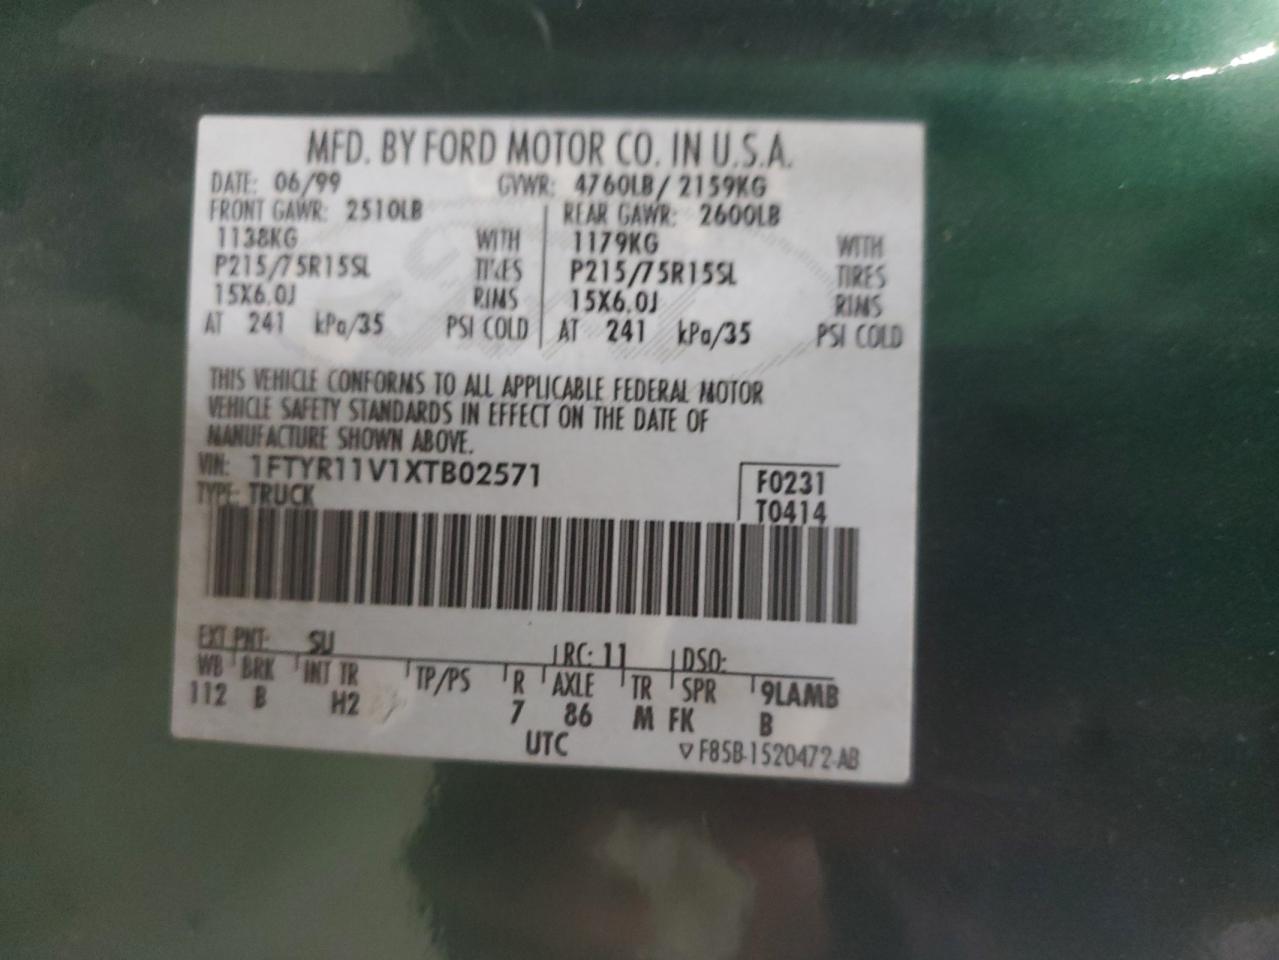 MFD. BY FORD MOTOR CO. IN U.S.A.
DATE: 06/99 GVWR: 4760LB/ 2159KG
FRONT GAWR: 2510LB REAR GAWR: 2600LB
1138KG WITH 1179KG WITH
P215/75R15SL TIRES P215/75R15SL TIRES
15X6.0J RIMS 15X6.0J RIMS
AT 241 kPa/35 PSI COLD AT 241 kPa/35 PSI COLD
THIS VEHICLE CONFORMS TO ALL APPLICABLE FEDERAL MOTOR
VEHICLE SAFETY STANDARDS IN EFFECT ON THE DATE OF
MANUFACTURE SHOWN ABOVE.
VIN: 1FTYR11V1XTB02571 F0231
TYPE: TRUCK T0414
EXT PNT: SU RC: 11 DSO:
WB BRK INT TR TP/PS R AXLE TR SPR 9LAMB
112 B H2 7 86 M FK B
UTC ▽ F85B-1520472-AB